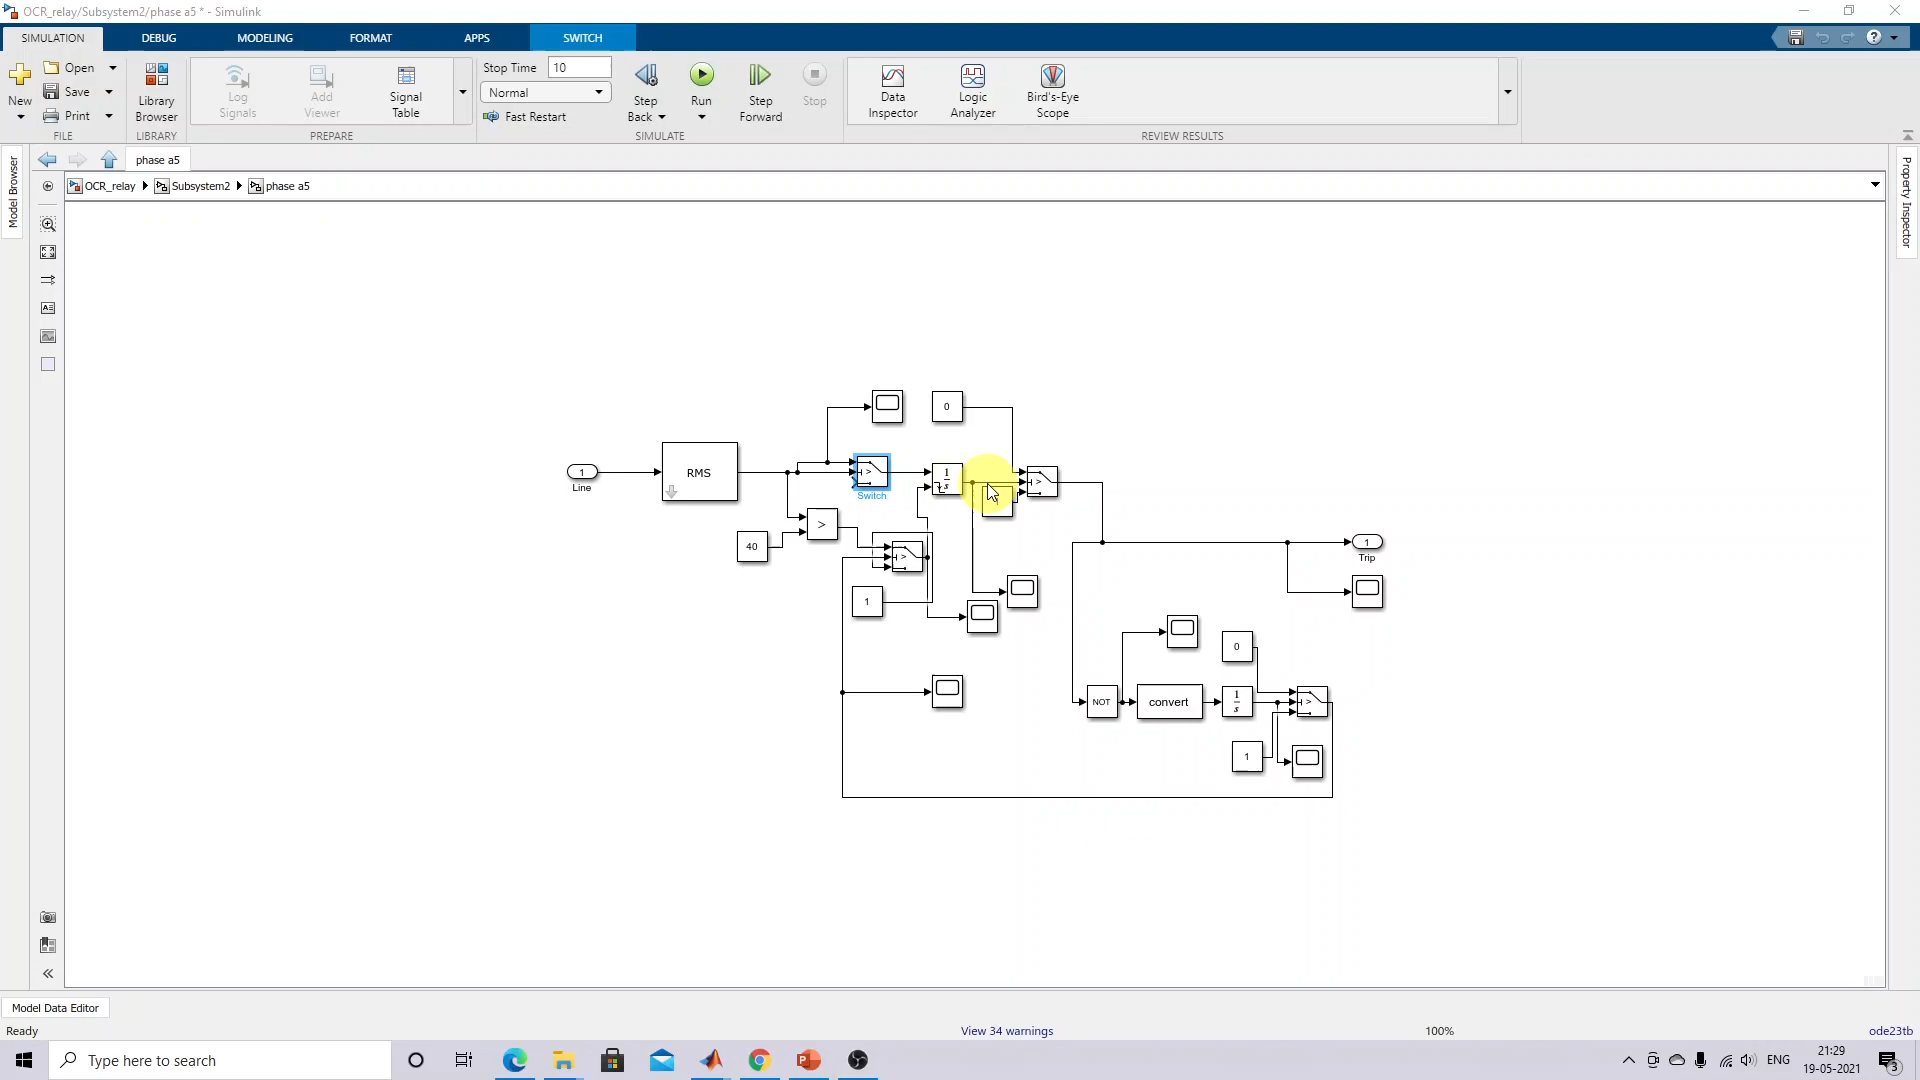 OCR_relay/Subsystem2/phase a5 * - Simulink
SIMULATION DEBUG MODELING FORMAT APPS SWITCH
New
Open
Save
Print
FILE
Library Browser
LIBRARY
Log Signals
Add Viewer
Signal Table
PREPARE
Stop Time 10
Normal
Fast Restart
Step Back
Run
Step Forward
Stop
SIMULATE
Data Inspector
Logic Analyzer
Bird's-Eye Scope
REVIEW RESULTS
Model Browser
phase a5
OCR_relay Subsystem2 phase a5
Property Inspector
0
1
Line
RMS
>
1
s
>
Switch
>
40
>
1
1
Trip
0
NOT
convert
1
s
>
1
Model Data Editor
Ready
View 34 warnings
100%
ode23tb
Type here to search
ENG
21:29
19-05-2021
3